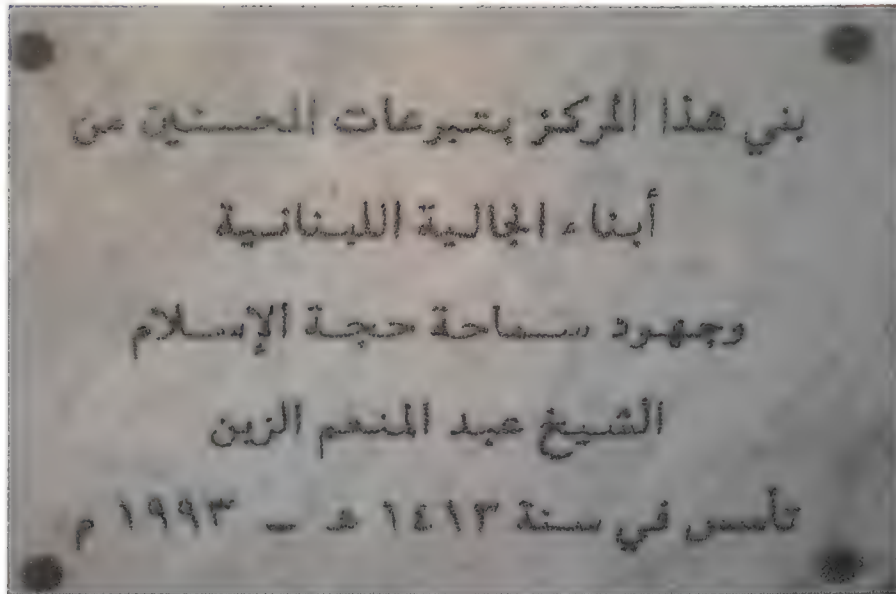 بني هذا المركز بتبرعات المحسنين من
أبناء الجالية اللبنانية
وجهود سماحة حجة الإسلام
الشيخ عبد المنعم الزين
تأسس في سنة ١٤١٣ هـ - ١٩٩٣ م